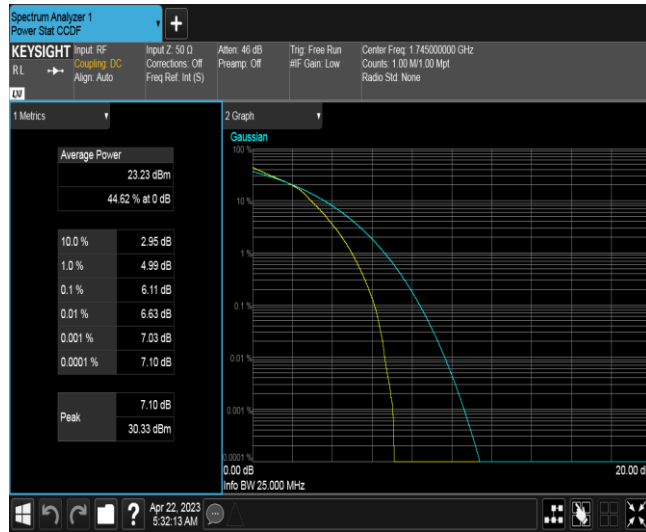 Spectrum Analyzer 1
Power Stat CCDF
+
KEYSIGHT
RL
LXI
Input: RF
Coupling: DC
Align: Auto
Input Z: 50 Ω
Corrections: Off
Freq Ref: Int (S)
Atten: 46 dB
Preamp: Off
Trig: Free Run
#IF Gain: Low
Center Freq: 1.745000000 GHz
Counts: 1.00 M/1.00 Mpt
Radio Std: None
1 Metrics
Average Power
23.23 dBm
44.62 % at 0 dB
10.0 % 2.95 dB
1.0 % 4.99 dB
0.1 % 6.11 dB
0.01 % 6.63 dB
0.001 % 7.03 dB
0.0001 % 7.10 dB
Peak
7.10 dB
30.33 dBm
2 Graph
Gaussian
100 %
10 %
1 %
0.1 %
0.01 %
0.001 %
0.0001 %
0.00 dB
20.00 d
Info BW 25.000 MHz
?
Apr 22, 2023
5:32:13 AM